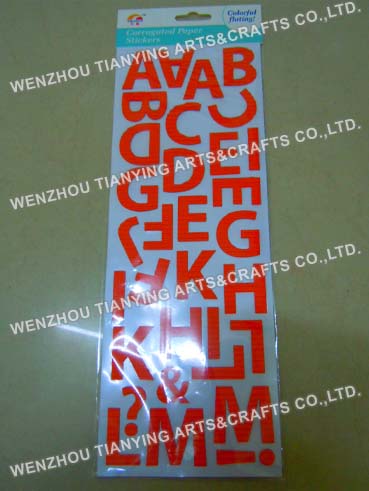 Corrugated Paper
Stickers
Colorful
fluting!
WENZHOU TIANYING ARTS&CRAFTS CO.,LTD.
WENZHOU TIANYING ARTS&CRAFTS CO.,LTD.
WENZHOU TIANYING ARTS&CRAFTS CO.,LTD.
WENZHOU TIANYING ARTS&CRAFTS CO.,LTD.
WENZHOU TIANYING ARTS&CRAFTS CO.,LTD.
A A A B
B C C
D D E E
G E G
J F
K K H
K H L L
? &
L M M !